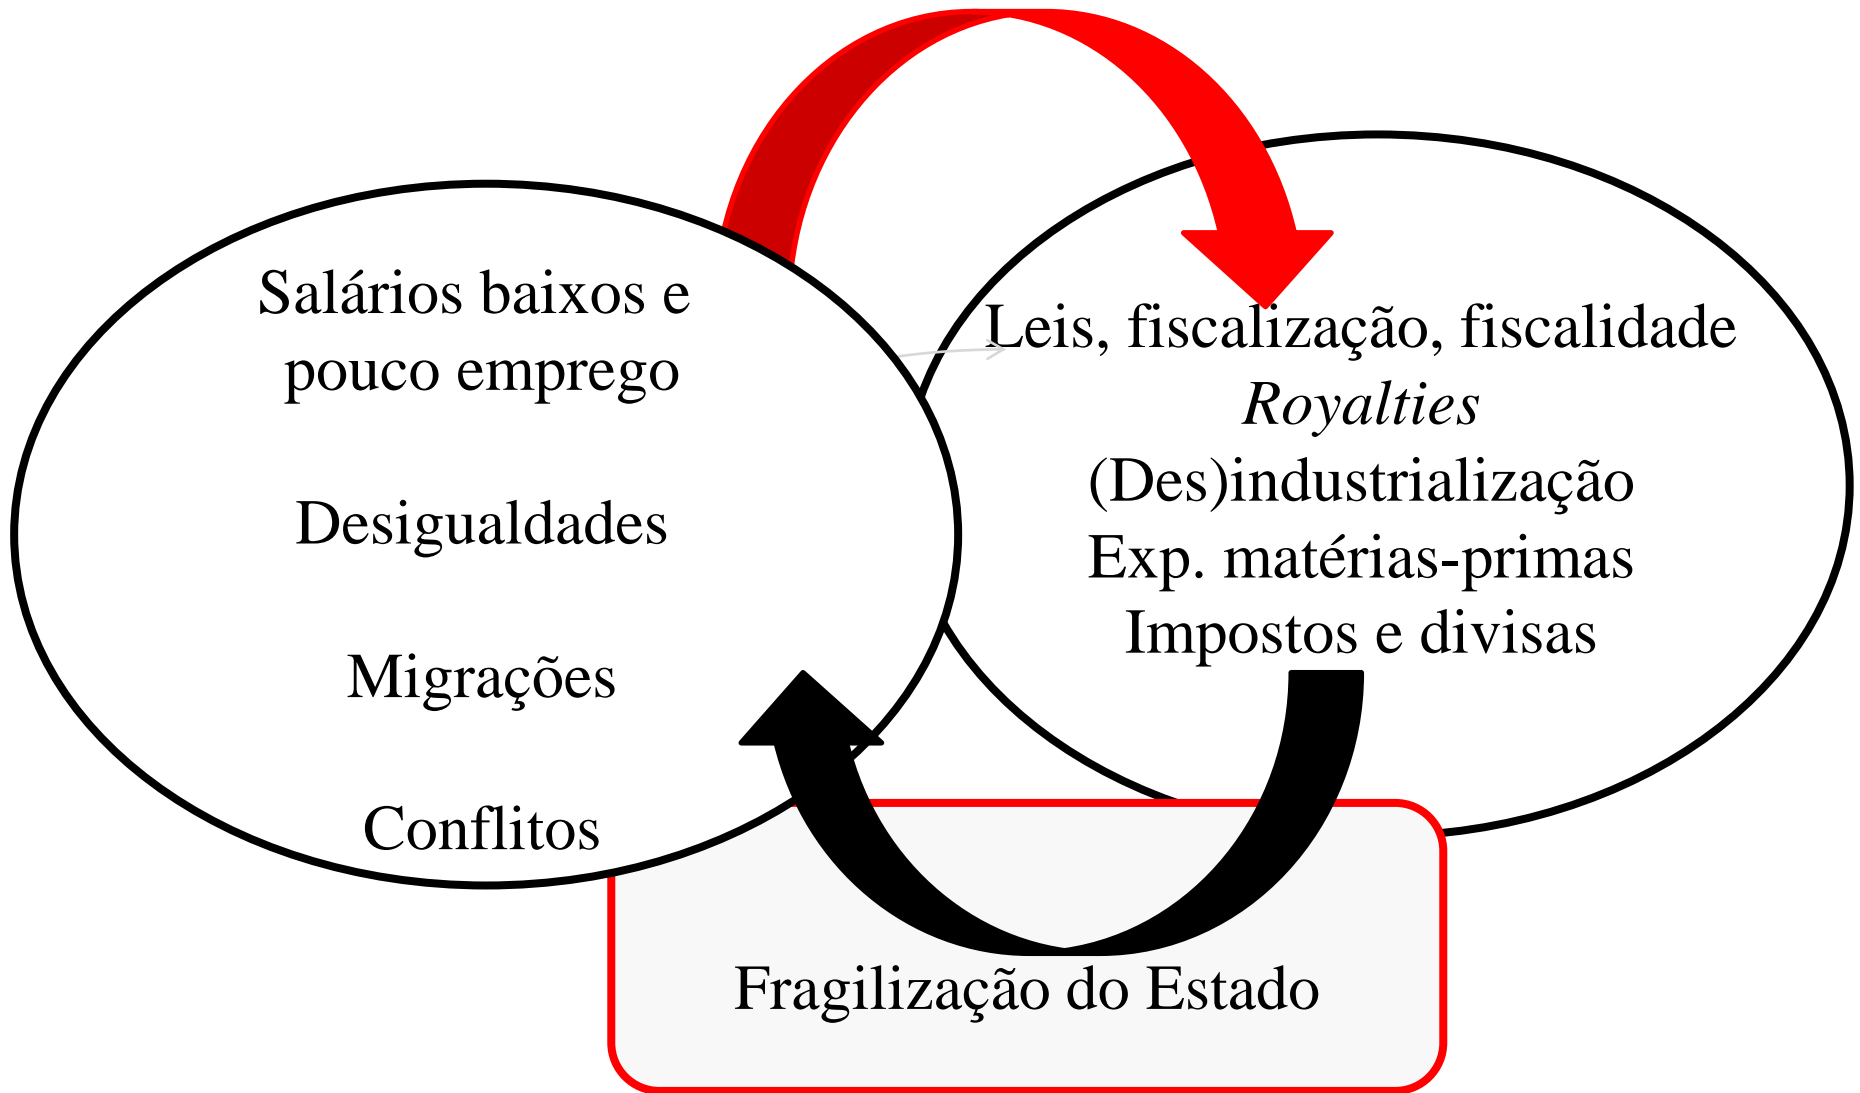 Salários baixos e
pouco emprego
Desigualdades
Migrações
Conflitos
Leis, fiscalização, fiscalidade
Royalties
(Des)industrialização
Exp. matérias-primas
Impostos e divisas
Fragilização do Estado